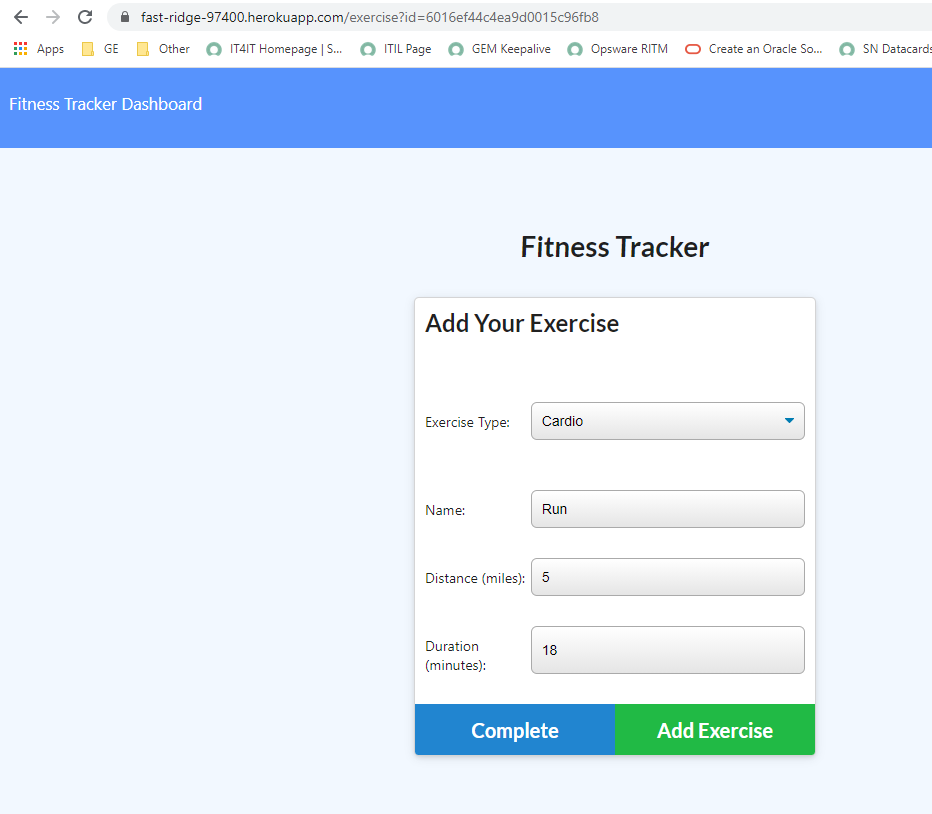 fast-ridge-97400.herokuapp.com/exercise?id=6016ef44c4ea9d0015c96fb8
Apps GE Other IT4IT Homepage | S... ITIL Page GEM Keepalive Opsware RITM Create an Oracle So... SN Datacards
Fitness Tracker Dashboard
Fitness Tracker
Add Your Exercise
Exercise Type: Cardio
Name: Run
Distance (miles): 5
Duration
(minutes): 18
Complete Add Exercise